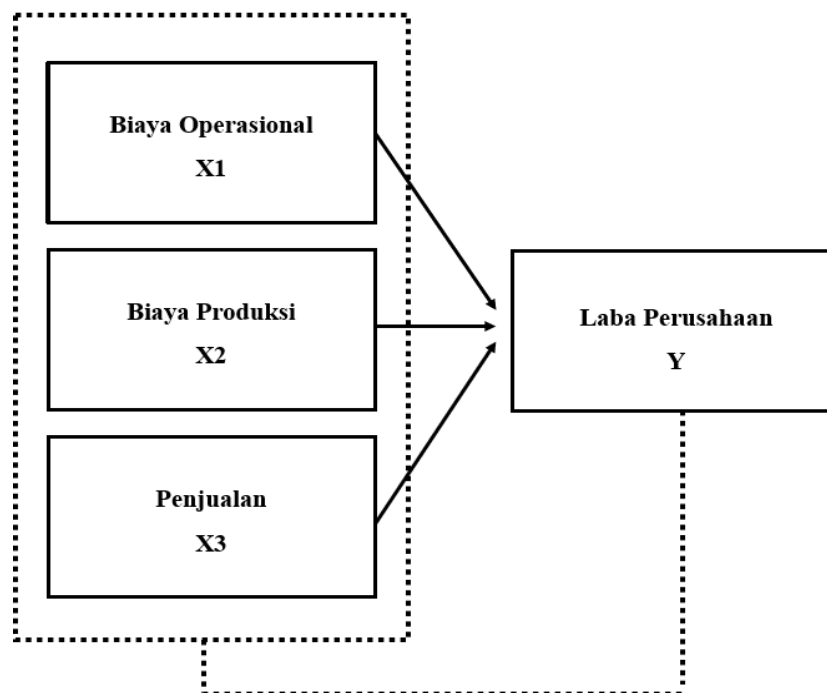 Biaya Operasional
X1
Biaya Produksi
X2
Penjualan
X3
Laba Perusahaan
Y